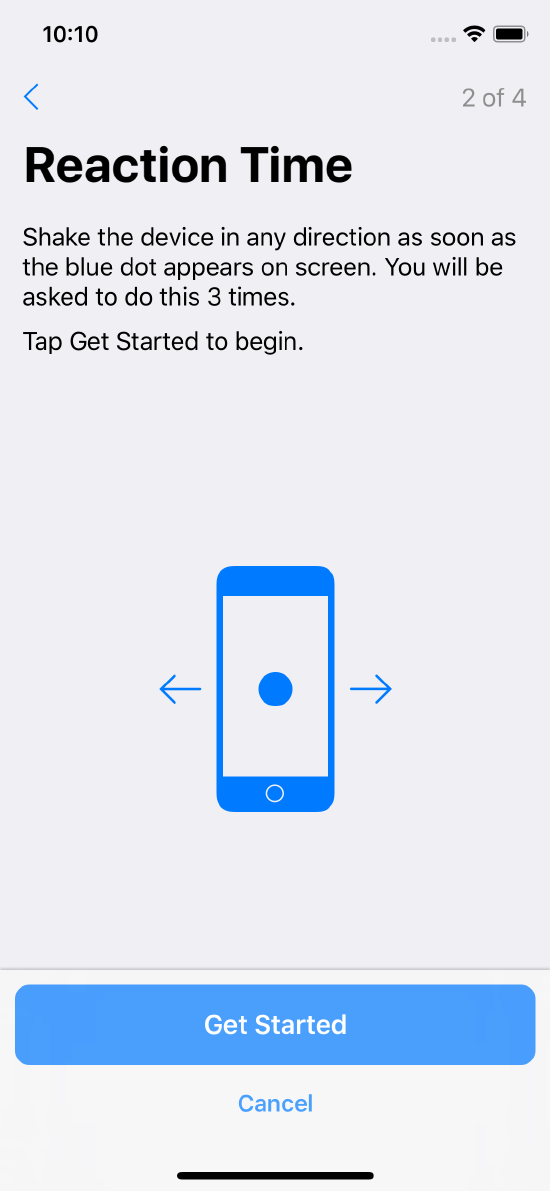 10:10
2 of 4
Reaction Time
Shake the device in any direction as soon as
the blue dot appears on screen. You will be
asked to do this 3 times.
Tap Get Started to begin.
Get Started
Cancel